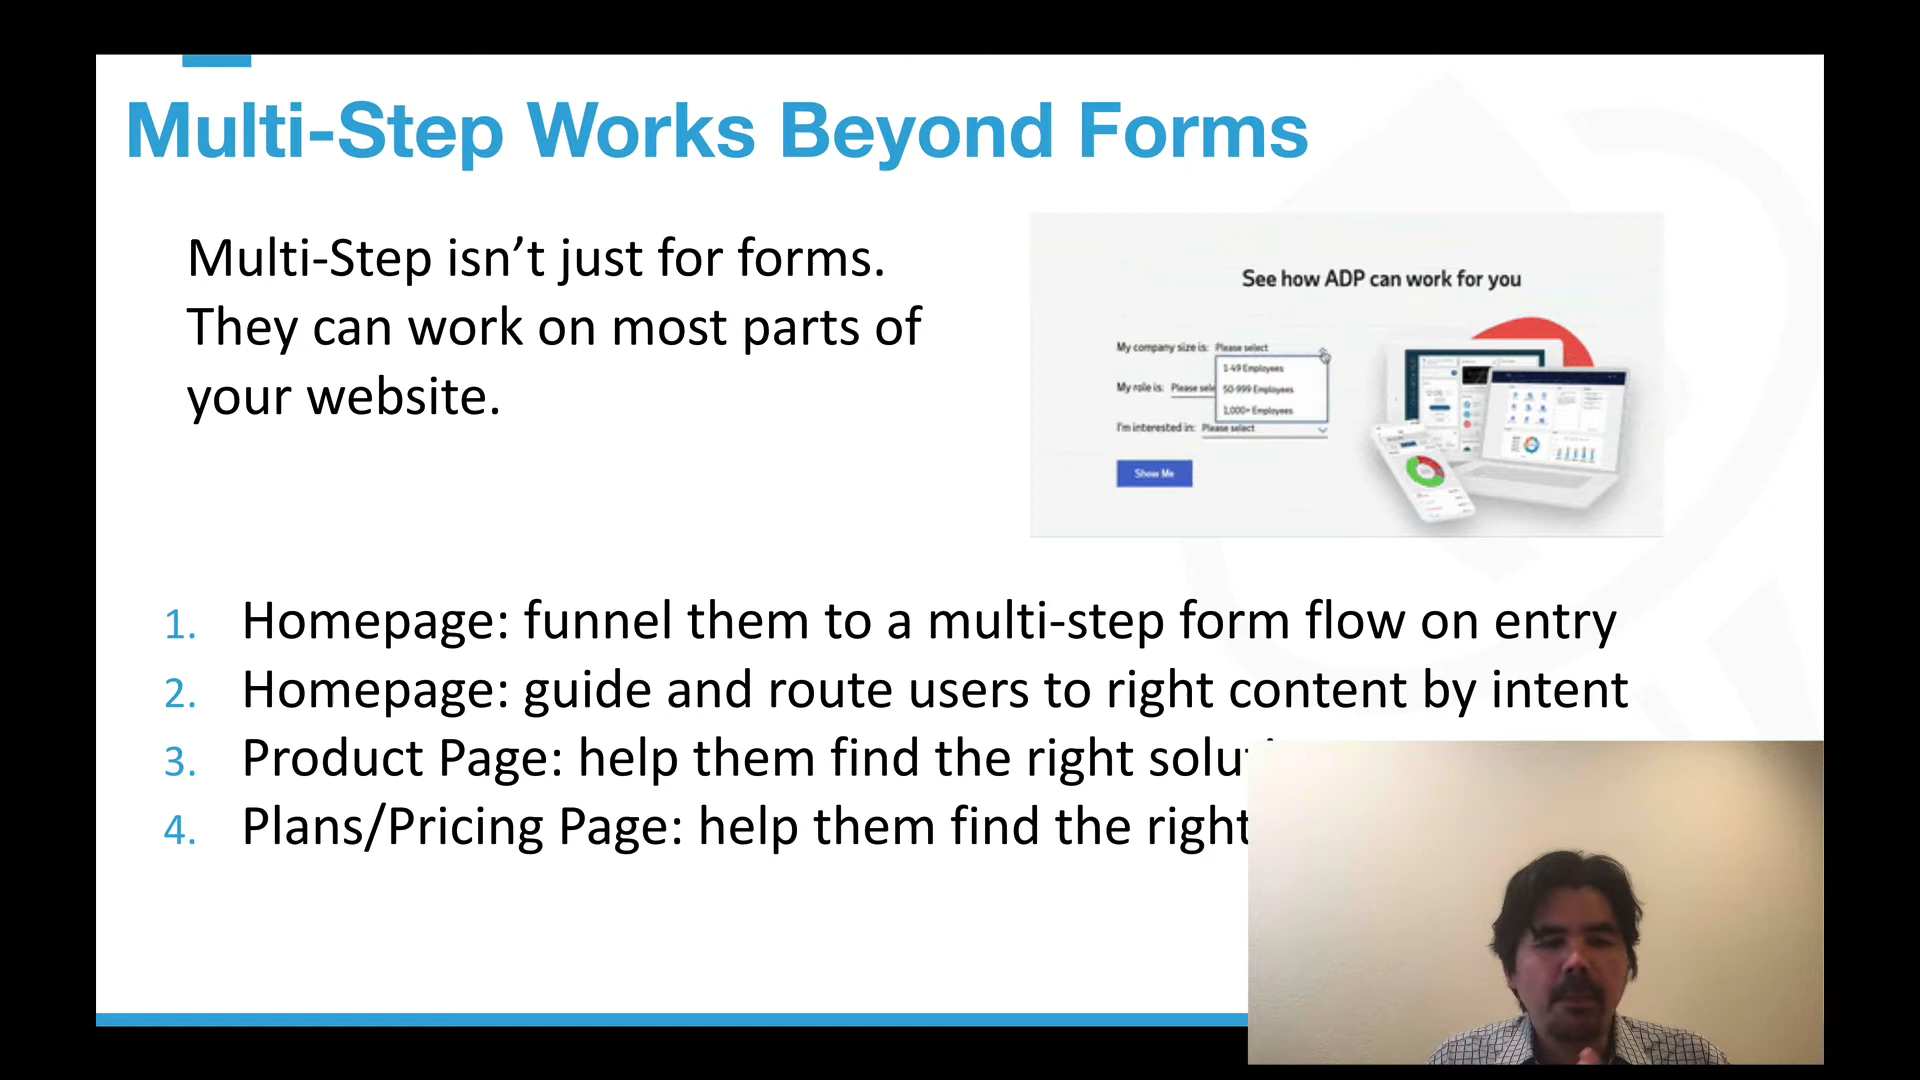 Multi-Step Works Beyond Forms
Multi-Step isn’t just for forms.
They can work on most parts of
your website.
See how ADP can work for you
My company size is: Please select
1-49 Employees
My role is: Please
50-999 Employees
1,000+ Employees
I'm interested in: Please select
Show Me
1. Homepage: funnel them to a multi-step form flow on entry
2. Homepage: guide and route users to right content by intent
3. Product Page: help them find the right
4. Plans/Pricing Page: help them find the right